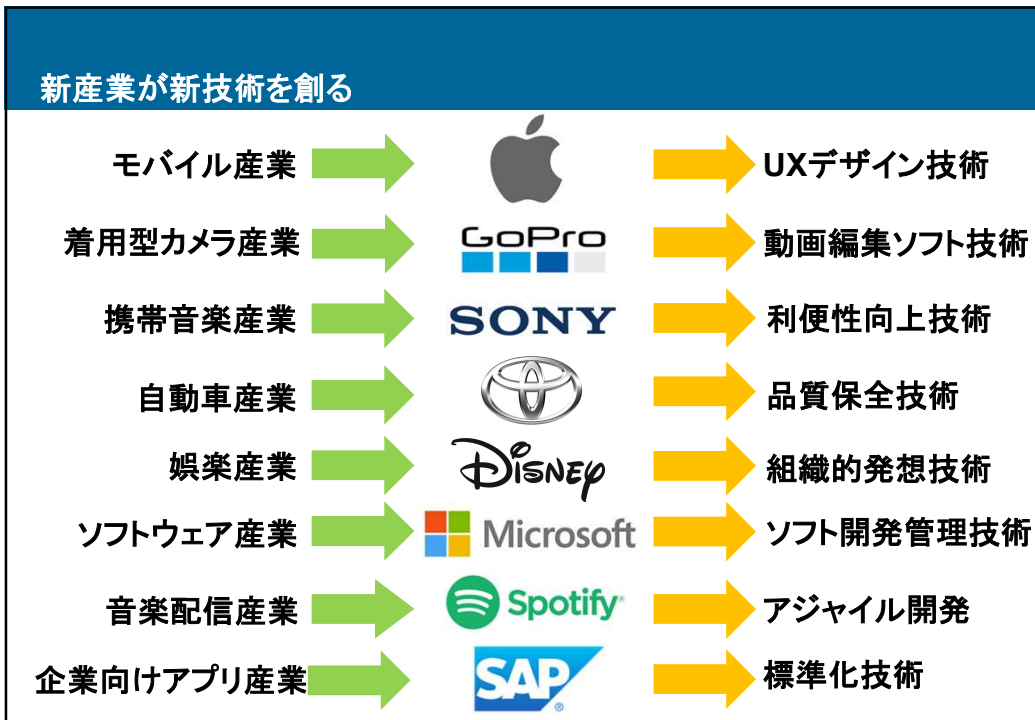 新産業が新技術を創る
モバイル産業 UXデザイン技術
着用型カメラ産業 GoPro 動画編集ソフト技術
携帯音楽産業 SONY 利便性向上技術
自動車産業 品質保全技術
娯楽産業 Disney 組織的発想技術
ソフトウェア産業 Microsoft ソフト開発管理技術
音楽配信産業 Spotify アジャイル開発
企業向けアプリ産業 SAP® 標準化技術